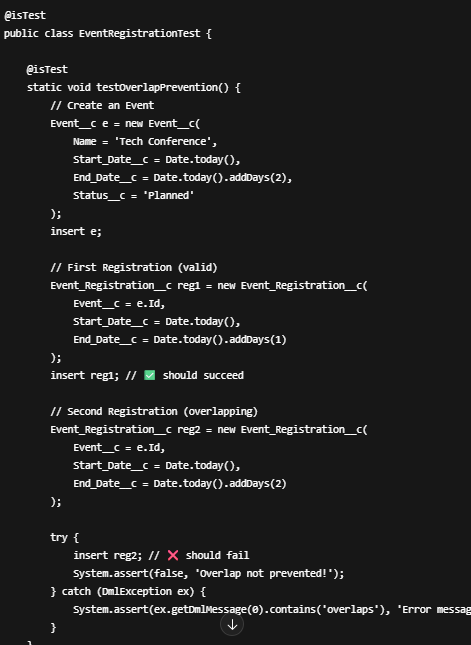 @isTest
public class EventRegistrationTest {
@isTest
static void testOverlapPrevention() {
// Create an Event
Event__c e = new Event__c(
Name = 'Tech Conference',
Start_Date__c = Date.today(),
End_Date__c = Date.today().addDays(2),
Status__c = 'Planned'
);
insert e;
// First Registration (valid)
Event_Registration__c reg1 = new Event_Registration__c(
Event__c = e.Id,
Start_Date__c = Date.today(),
End_Date__c = Date.today().addDays(1)
);
insert reg1; // ✅ should succeed
// Second Registration (overlapping)
Event_Registration__c reg2 = new Event_Registration__c(
Event__c = e.Id,
Start_Date__c = Date.today(),
End_Date__c = Date.today().addDays(2)
);
try {
insert reg2; // ❌ should fail
System.assert(false, 'Overlap not prevented!');
} catch (DmlException ex) {
System.assert(ex.getDmlMessage(0).contains('overlaps'), 'Error messag
}